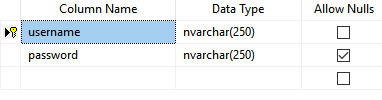 Column Name Data Type Allow Nulls
username nvarchar(250)
password nvarchar(250)